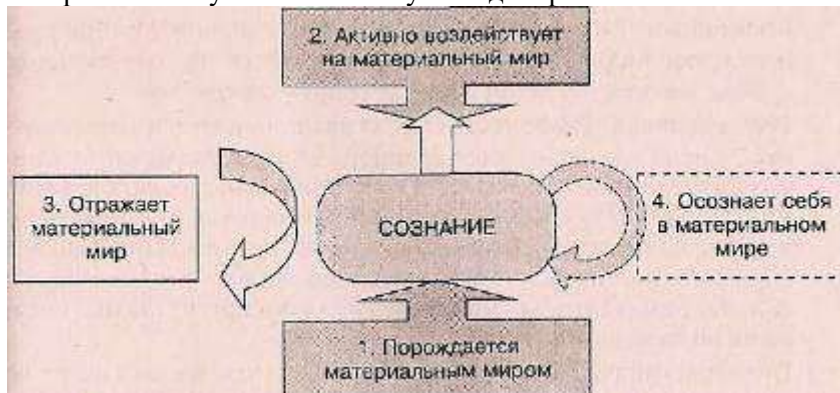 2. Активно воздействует
на материальный мир
3. Отражает
материальный
мир
СОЗНАНИЕ
4. Осознает себя
в материальном
мире
1. Порождается
материальным миром